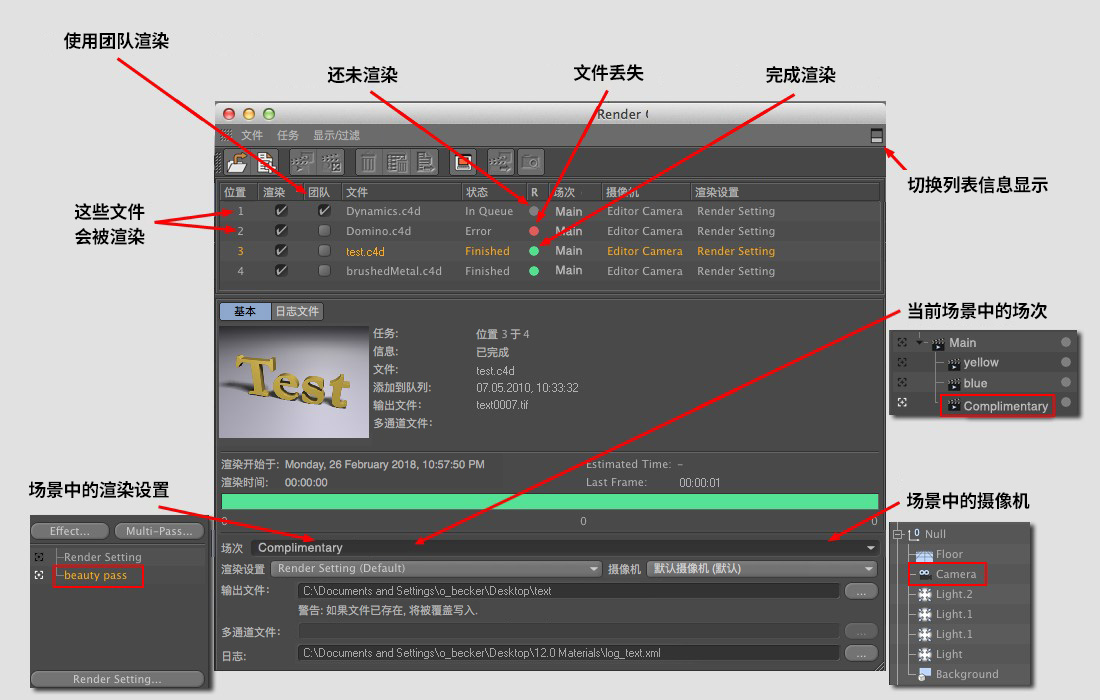 使用团队渲染
还未渲染
文件丢失
完成渲染
Render (
文件 任务 显示/过滤
切换列表信息显示
这些文件
会被渲染
位置 渲染 团队 文件 状态 R 场次 摄像机 渲染设置
1 Dynamics.c4d In Queue Main Editor Camera Render Setting
2 Domino.c4d Error Main Editor Camera Render Setting
3 test.c4d Finished Main Editor Camera Render Setting
4 brushedMetal.c4d Finished Main Editor Camera Render Setting
基本 日志文件
当前场景中的场次
Test
任务: 位置 3 于 4
信息: 已完成
文件: test.c4d
添加到队列: 07.05.2010, 10:33:32
输出文件: text0007.tif
多通道文件:
Main
yellow
blue
Complimentary
渲染开始于: Monday, 26 February 2018, 10:57:50 PM Estimated Time: –
渲染时间: 00:00:00 Last Frame: 00:00:01
场景中的渲染设置
场景中的摄像机
0 0 0
Effect... Multi-Pass...
Render Setting
beauty pass
Render Setting...
场次 Complimentary
渲染设置 Render Setting (Default) 摄像机 默认摄像机 (默认)
输出文件: C:\Documents and Settings\o_becker\Desktop\text ...
警告: 如果文件已存在, 将被覆盖写入.
多通道文件: ...
日志: C:\Documents and Settings\o_becker\Desktop\12.0 Materials\log_text.xml ...
Null
Floor
Camera
Light.2
Light.1
Light.1
Light
Background